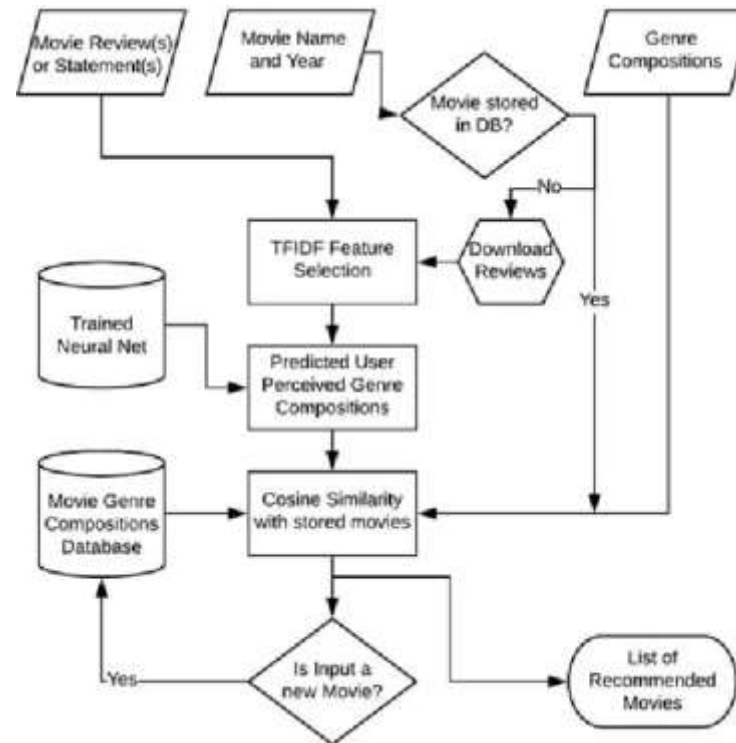 Movie Review(s)
or Statement(s)
Movie Name
and Year
Genre
Compositions
Movie stored
in DB?
No
TFIDF Feature
Selection
Download
Reviews
Yes
Trained
Neural Net
Predicted User
Perceived Genre
Compositions
Movie Genre
Compositions
Database
Cosine Similarity
with stored movies
Is Input a
new Movie?
Yes
List of
Recommended
Movies